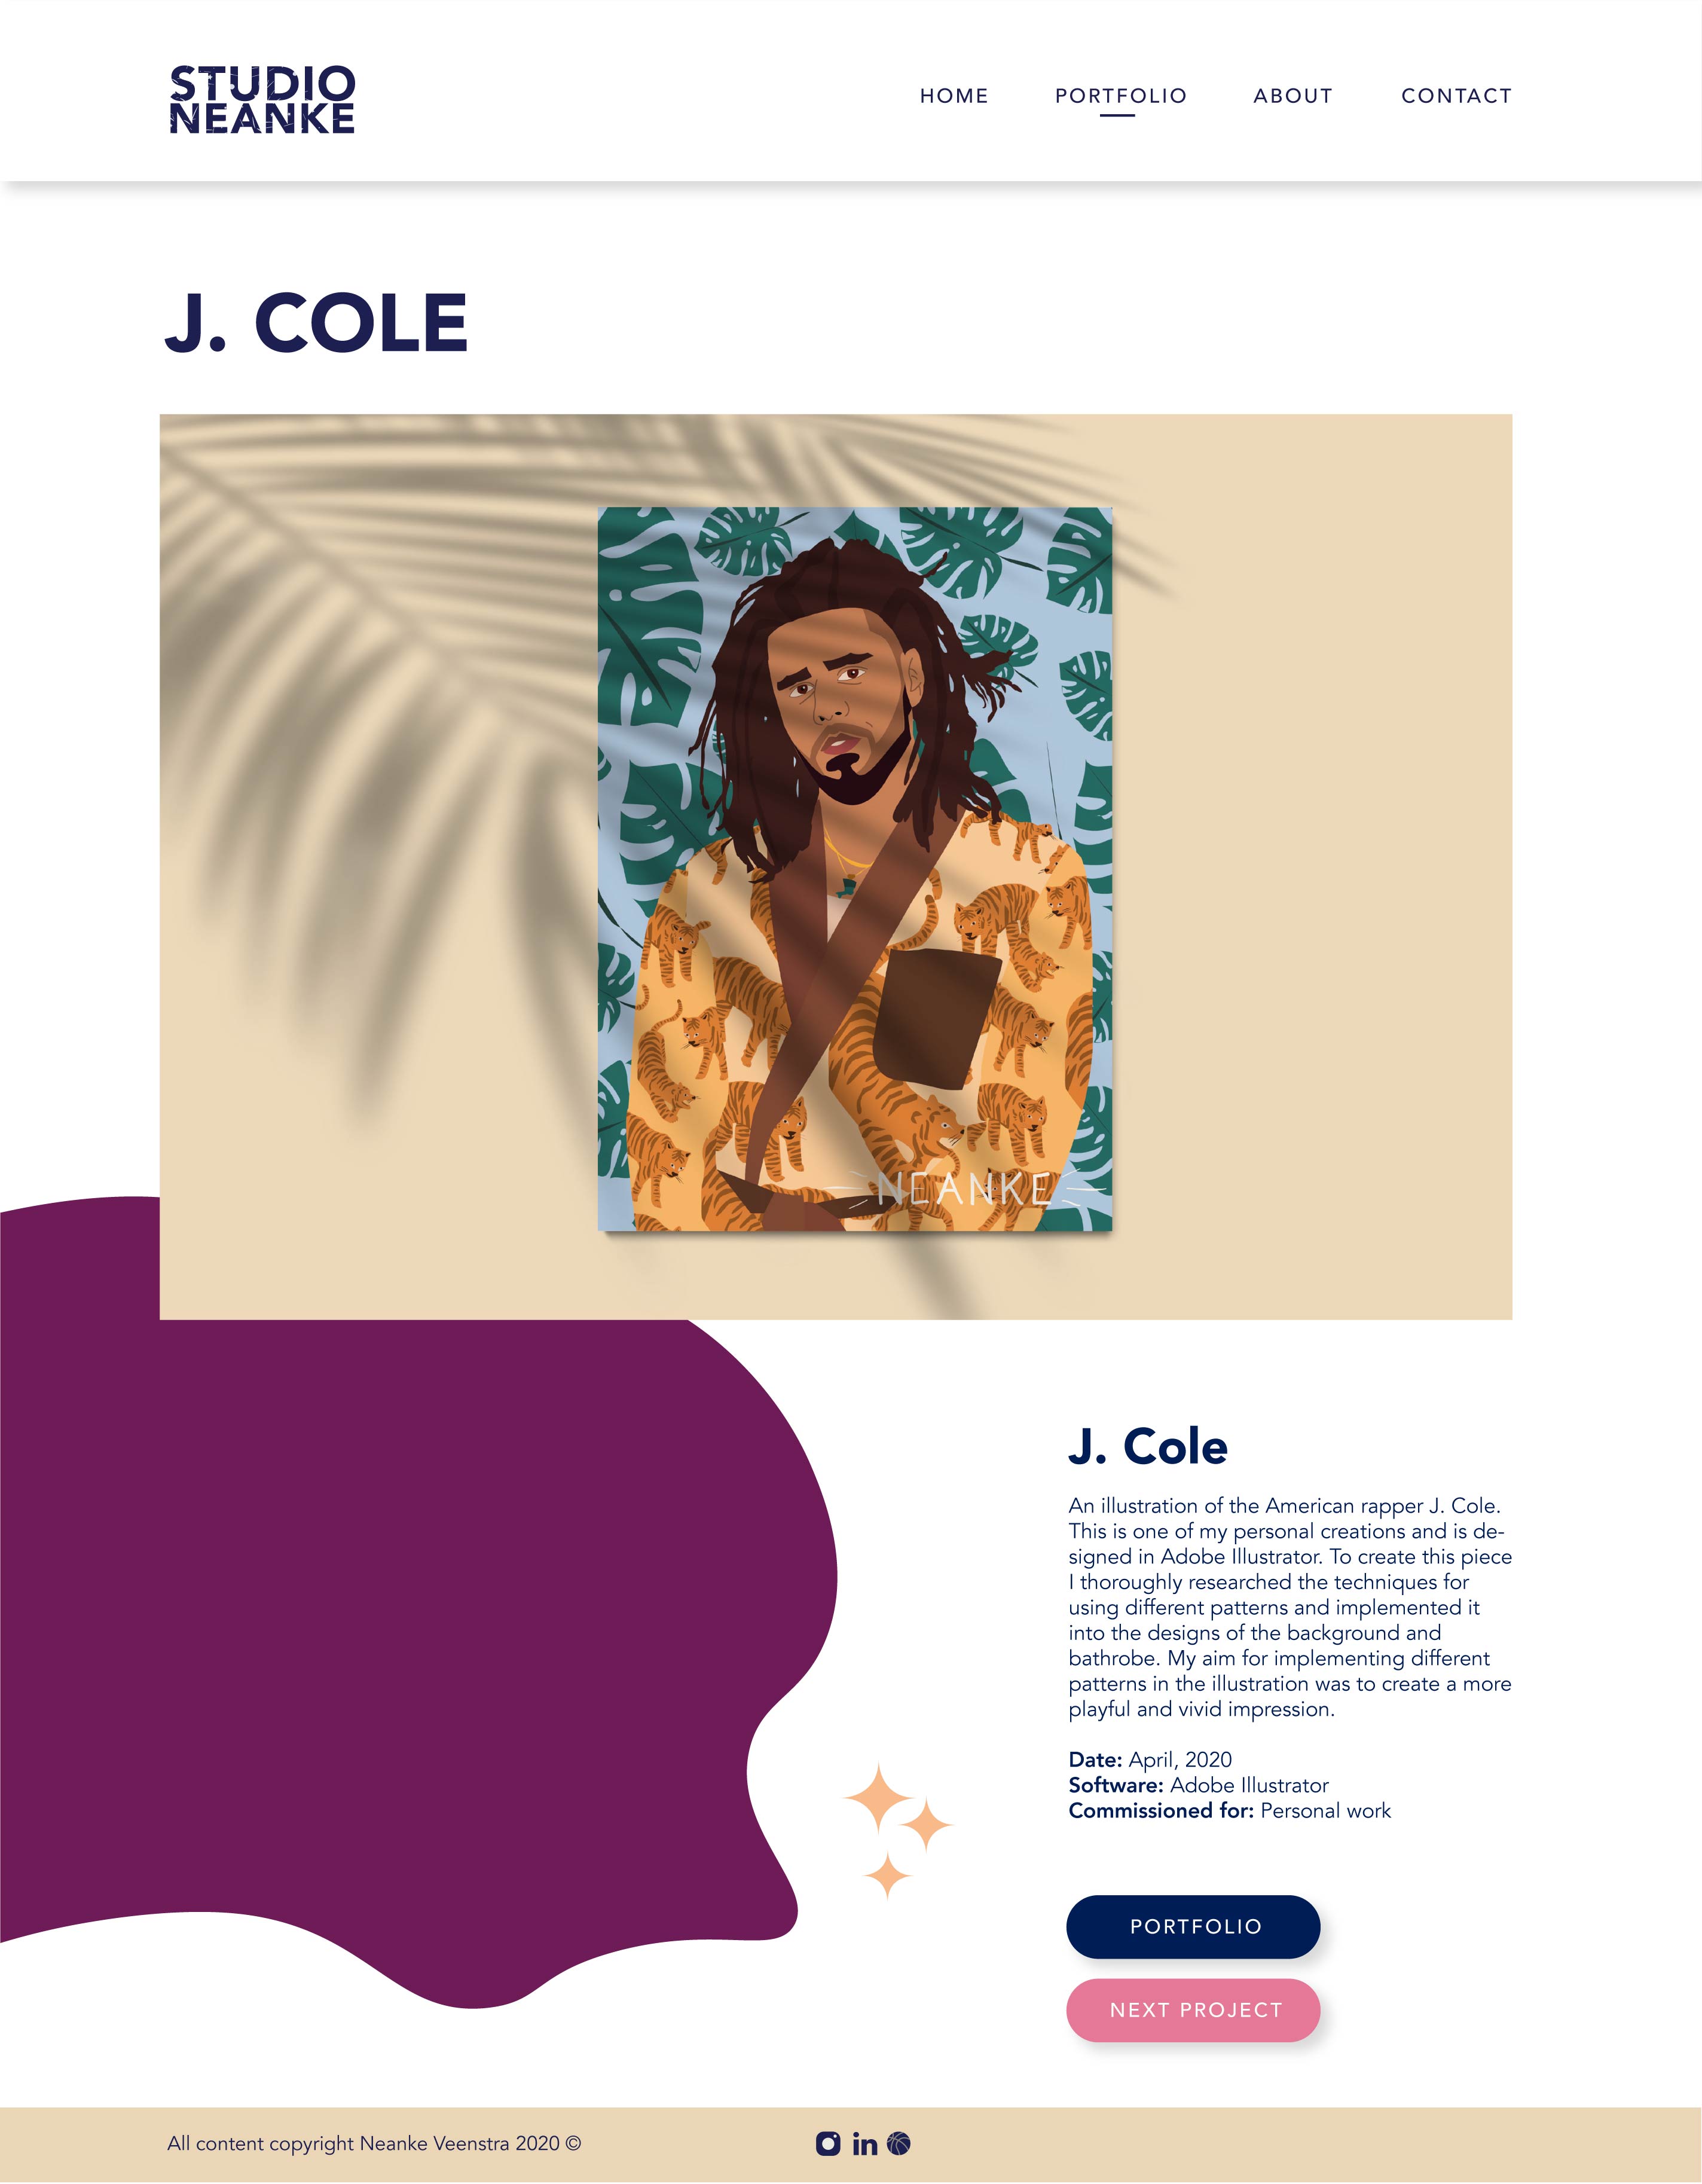 STUDIO
NEANKE
HOME PORTFOLIO ABOUT CONTACT
J. COLE
NEANKE
J. Cole
An illustration of the American rapper J. Cole.
This is one of my personal creations and is de-
signed in Adobe Illustrator. To create this piece
I thoroughly researched the techniques for
using different patterns and implemented it
into the designs of the background and
bathrobe. My aim for implementing different
patterns in the illustration was to create a more
playful and vivid impression.
Date: April, 2020
Software: Adobe Illustrator
Commissioned for: Personal work
PORTFOLIO
NEXT PROJECT
All content copyright Neanke Veenstra 2020 ©
in